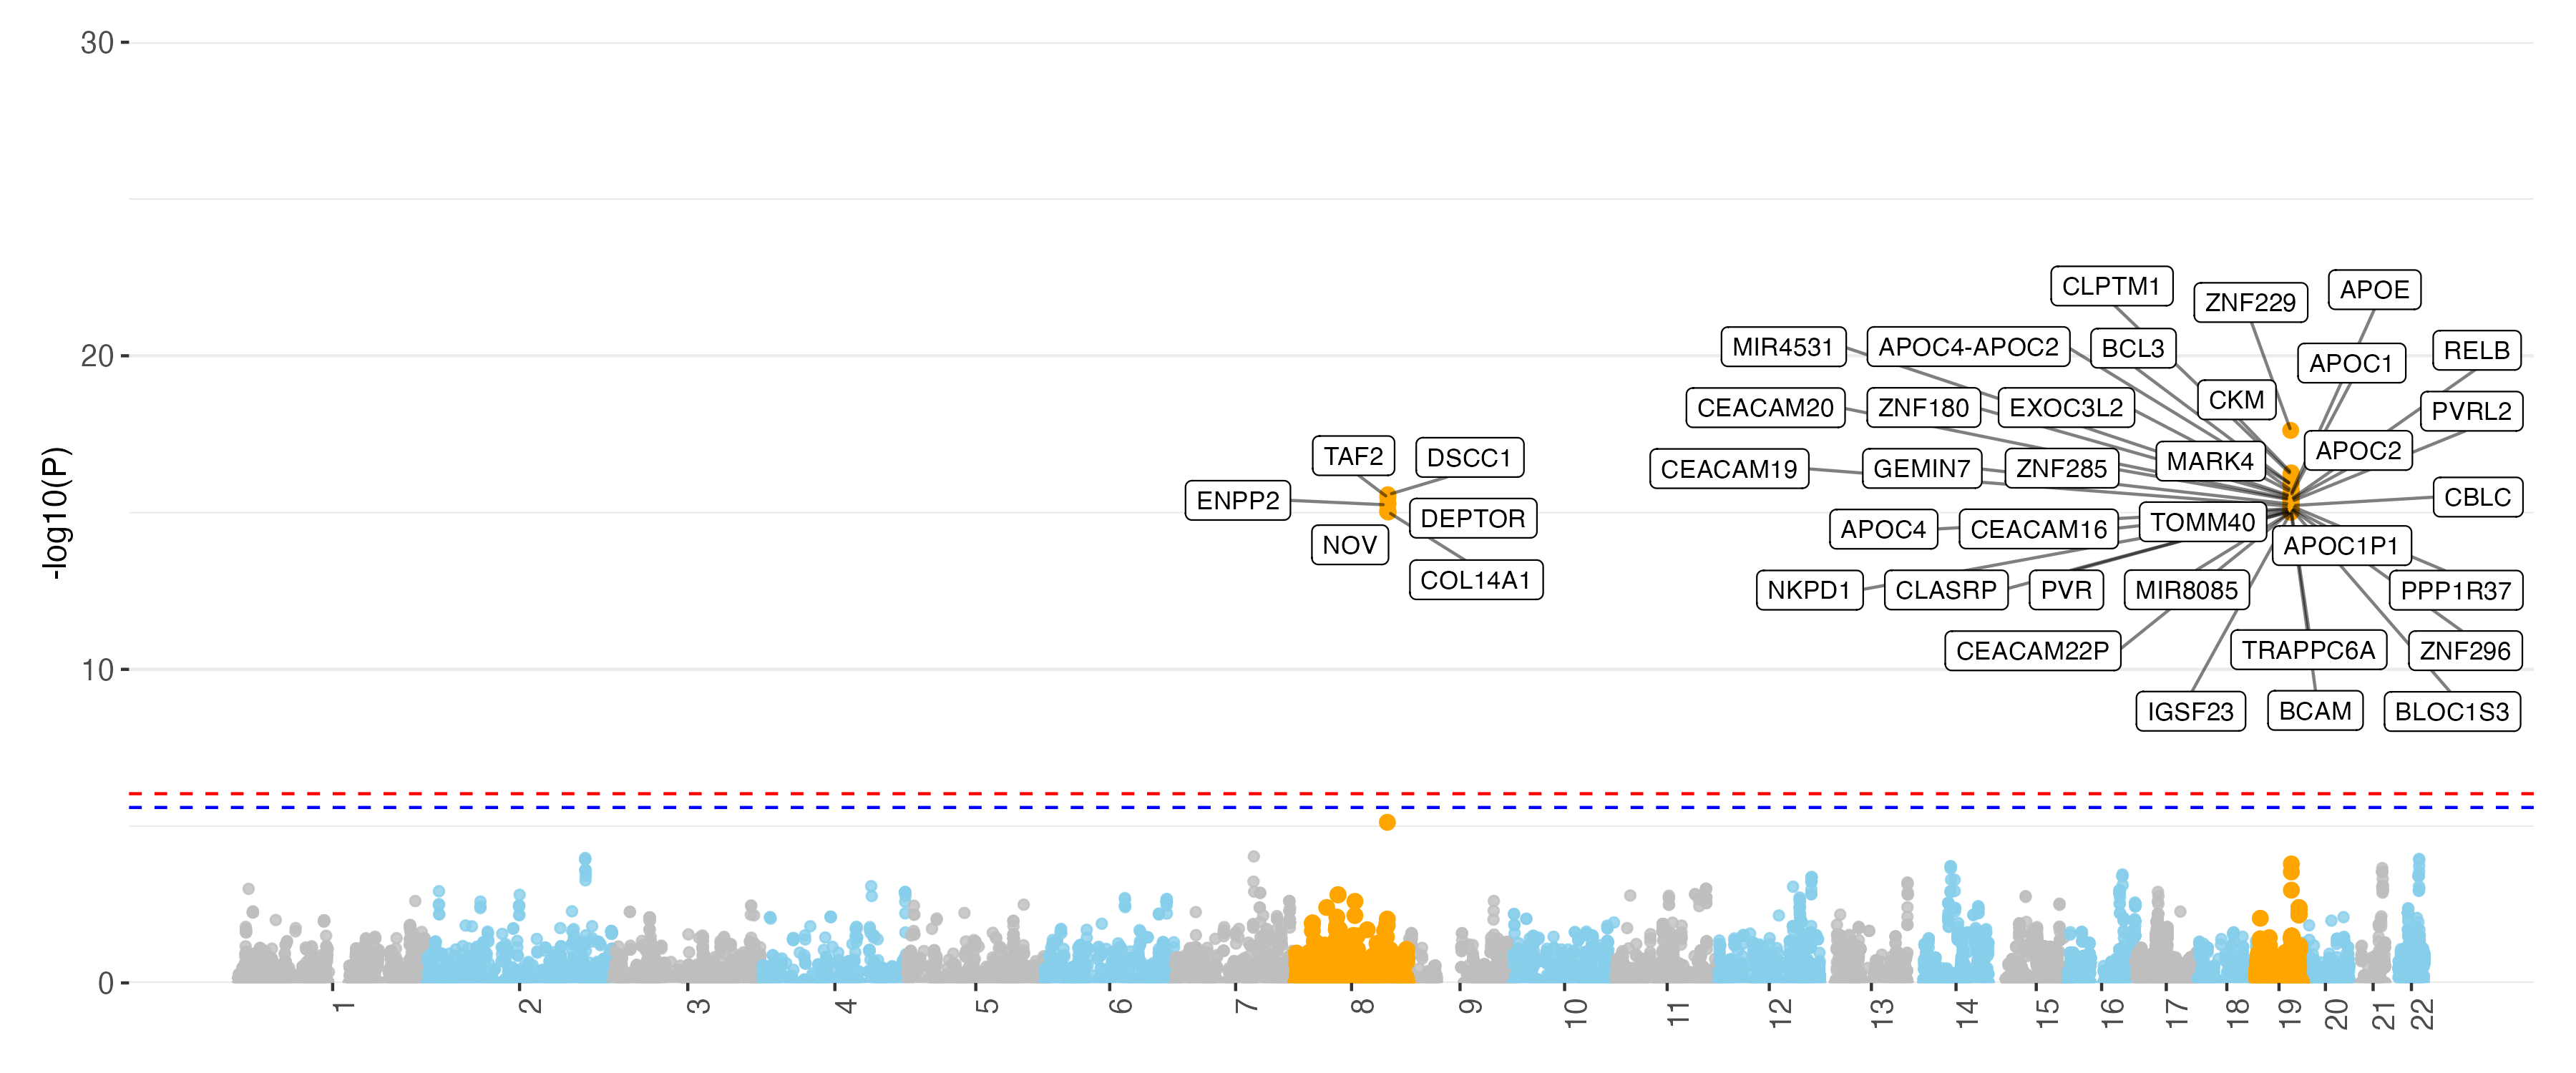 30
20
10
0
-log10(P)
CLPTM1
ZNF229
APOE
MIR4531
APOC4-APOC2
BCL3
APOC1
RELB
CEACAM20
ZNF180
EXOC3L2
CKM
PVRL2
TAF2
DSCC1
CEACAM19
GEMIN7
ZNF285
MARK4
APOC2
ENPP2
DEPTOR
CBLC
NOV
APOC4
CEACAM16
TOMM40
APOC1P1
COL14A1
NKPD1
CLASRP
PVR
MIR8085
PPP1R37
CEACAM22P
TRAPPC6A
ZNF296
IGSF23
BCAM
BLOC1S3
1
2
3
4
5
6
7
8
9
10
11
12
13
14
15
16
17
18
19
20
21
22